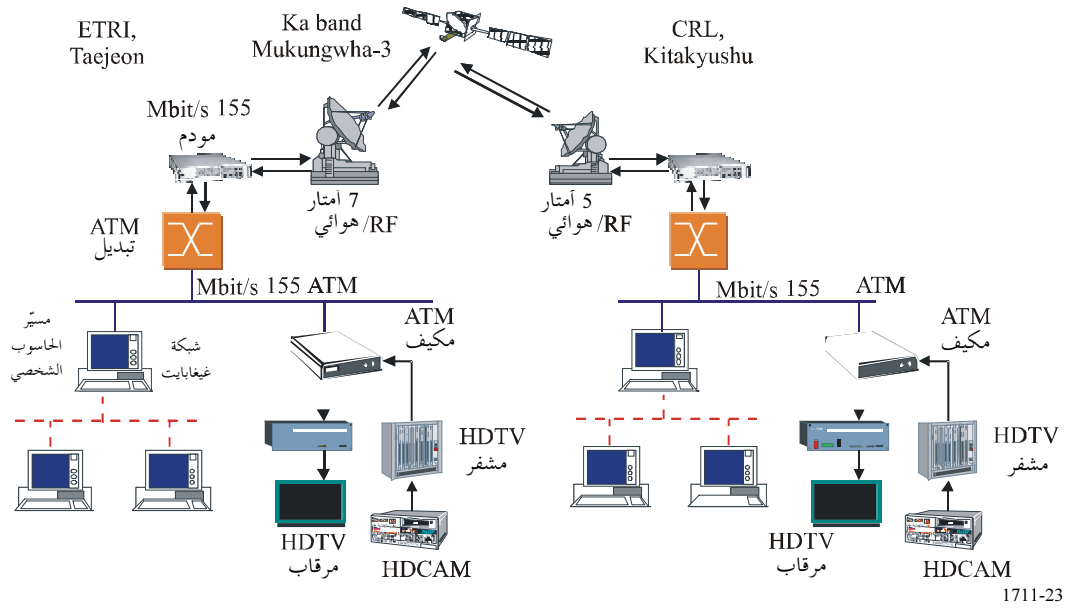 ETRI,
Taejeon
Ka band
Mukungwha-3
CRL,
Kitakyushu
Mbit/s 155
مودم
7 أمتار
هوائي /RF
5 أمتار
هوائي /RF
ATM
تبديل
Mbit/s 155 ATM
Mbit/s 155
ATM
مسيّر
الحاسوب
الشخصي
شبكة
غيغابايت
ATM
مكيف
ATM
مكيف
HDTV
مشفر
HDTV
مشفر
HDTV
مرقاب
HDCAM
HDTV
مرقاب
HDCAM
1711-23